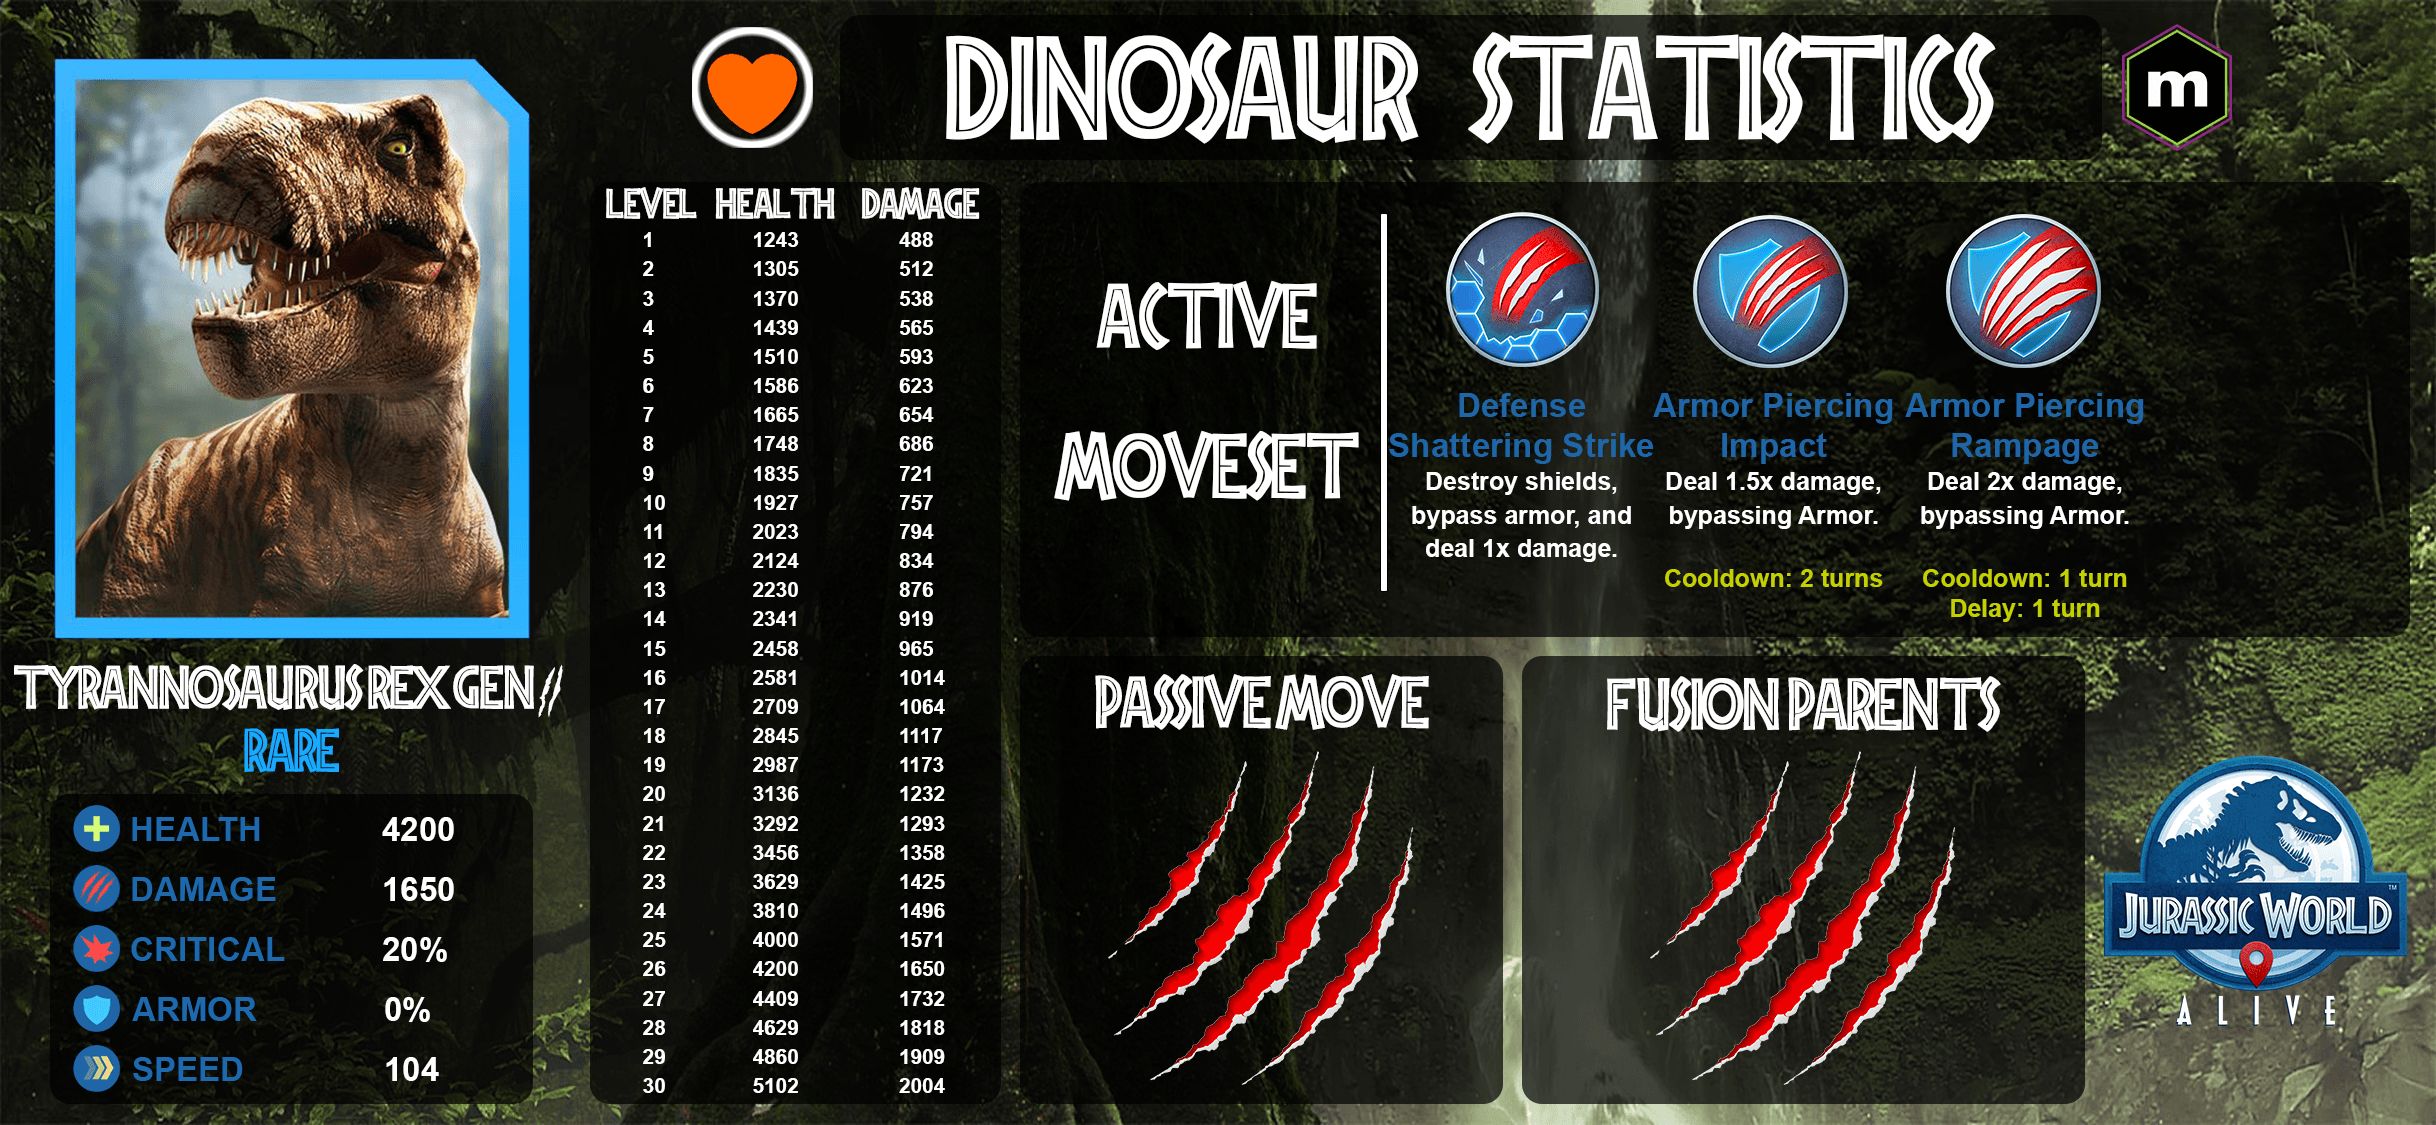 DINOSAUR STATISTICS
m
TYRANNOSAURUS REX GEN II
RARE
HEALTH 4200
DAMAGE 1650
CRITICAL 20%
ARMOR 0%
SPEED 104
LEVEL HEALTH DAMAGE
1 1243 488
2 1305 512
3 1370 538
4 1439 565
5 1510 593
6 1586 623
7 1665 654
8 1748 686
9 1835 721
10 1927 757
11 2023 794
12 2124 834
13 2230 876
14 2341 919
15 2458 965
16 2581 1014
17 2709 1064
18 2845 1117
19 2987 1173
20 3136 1232
21 3292 1293
22 3456 1358
23 3629 1425
24 3810 1496
25 4000 1571
26 4200 1650
27 4409 1732
28 4629 1818
29 4860 1909
30 5102 2004
ACTIVE
MOVESET
Defense
Shattering Strike
Destroy shields,
bypass armor, and
deal 1x damage.
Armor Piercing
Impact
Deal 1.5x damage,
bypassing Armor.
Cooldown: 2 turns
Armor Piercing
Rampage
Deal 2x damage,
bypassing Armor.
Cooldown: 1 turn
Delay: 1 turn
PASSIVE MOVE
FUSION PARENTS
JURASSIC WORLD™
ALIVE